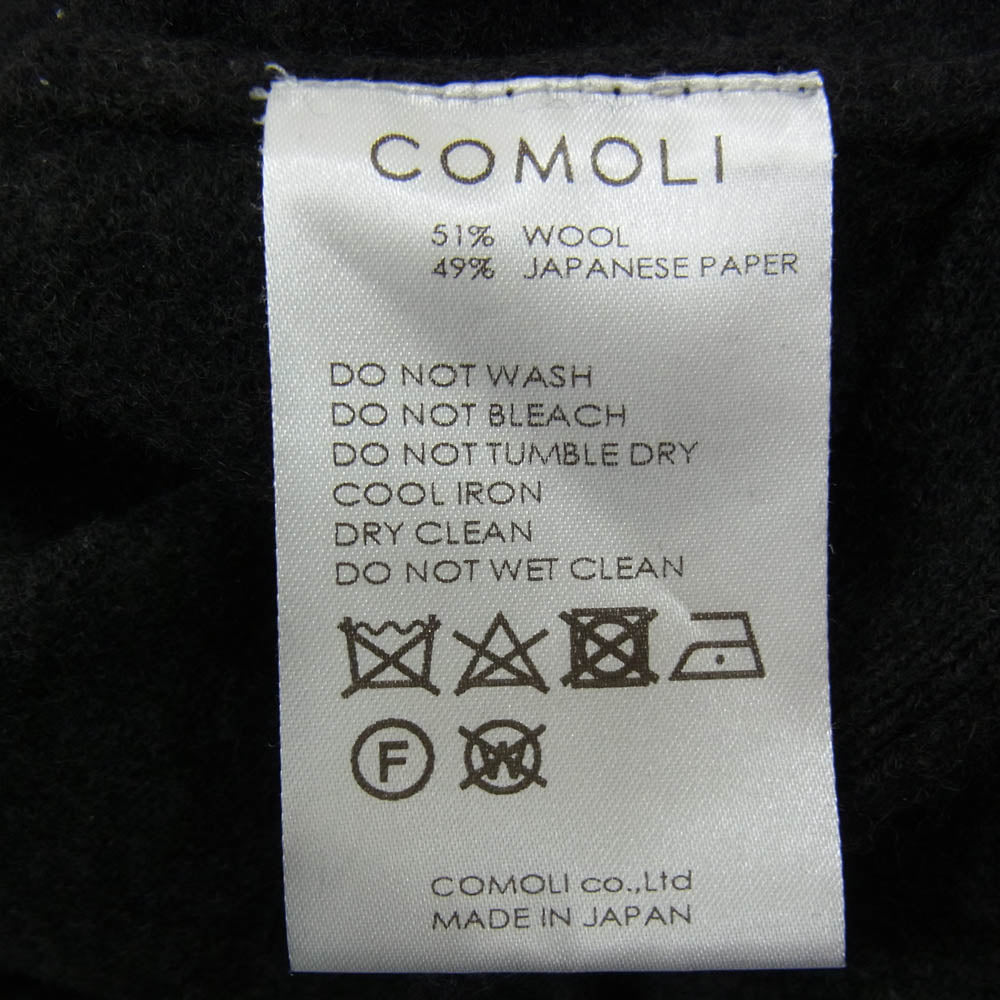 COMOLI
51% WOOL
49% JAPANESE PAPER
DO NOT WASH
DO NOT BLEACH
DO NOT TUMBLE DRY
COOL IRON
DRY CLEAN
DO NOT WET CLEAN
F W
COMOLI co.,Ltd
MADE IN JAPAN